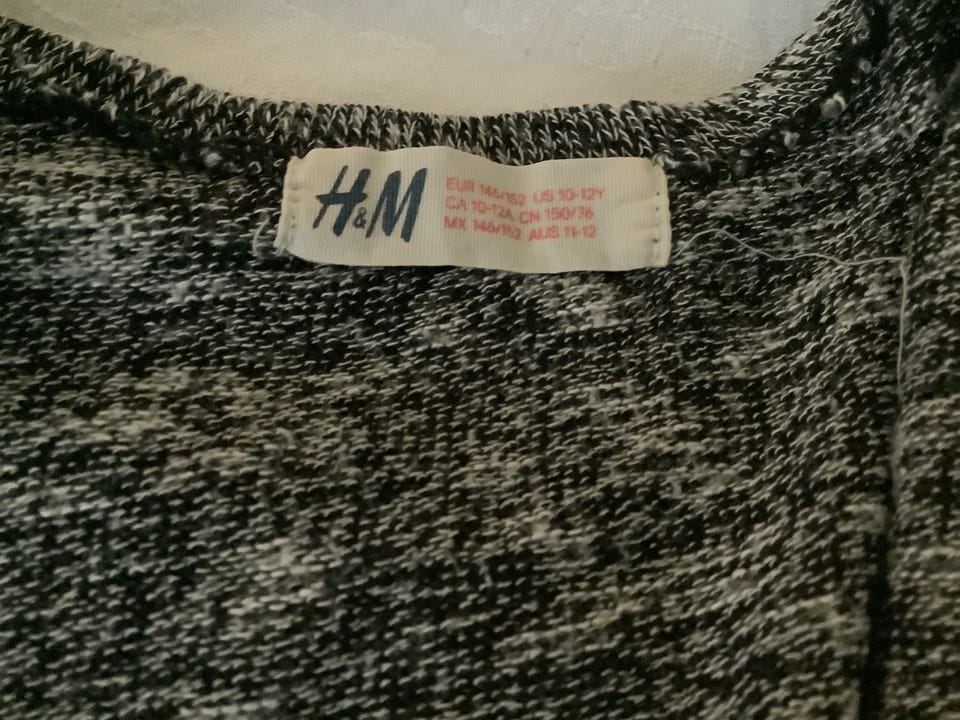 H&M
EUR 146/152 US 10-12Y
CA 10-12A CN 150/76
MX 146/152 AUS 11-12